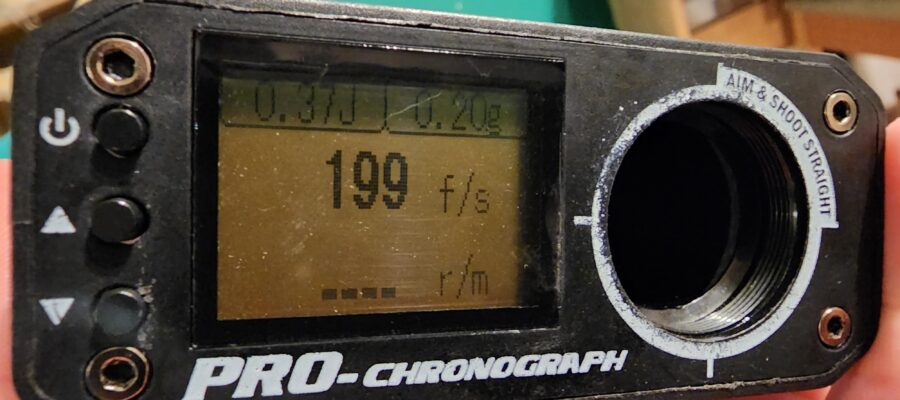 0.37J 0.20g
199 f/s
---- r/m
AIM & SHOOT STRAIGHT
PRO-CHRONOGRAPH